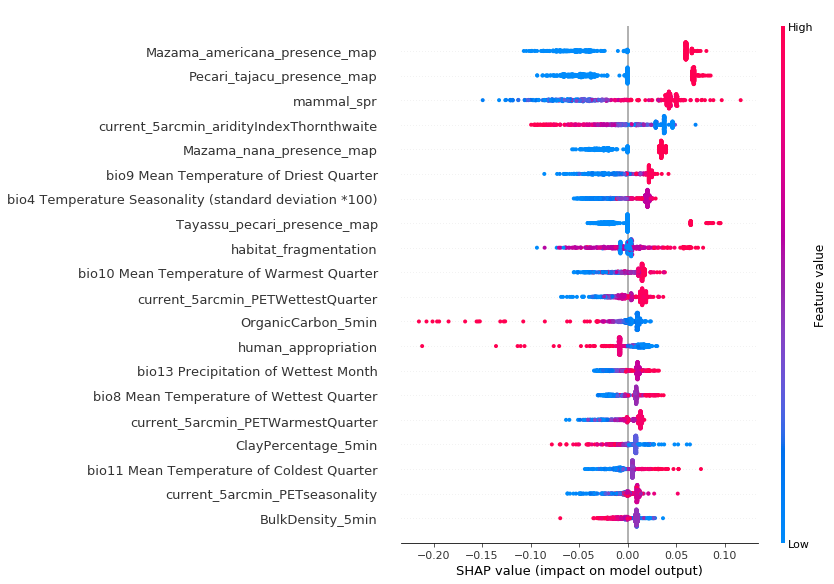 High
Mazama_americana_presence_map
Pecari_tajacu_presence_map
mammal_spr
current_5arcmin_aridityIndexThornthwaite
Mazama_nana_presence_map
bio9 Mean Temperature of Driest Quarter
bio4 Temperature Seasonality (standard deviation *100)
Tayassu_pecari_presence_map
habitat_fragmentation
bio10 Mean Temperature of Warmest Quarter
current_5arcmin_PETWettestQuarter
OrganicCarbon_5min
human_appropriation
bio13 Precipitation of Wettest Month
bio8 Mean Temperature of Wettest Quarter
current_5arcmin_PETWarmestQuarter
ClayPercentage_5min
bio11 Mean Temperature of Coldest Quarter
current_5arcmin_PETseasonality
BulkDensity_5min
Feature value
Low
−0.20 −0.15 −0.10 −0.05 0.00 0.05 0.10
SHAP value (impact on model output)